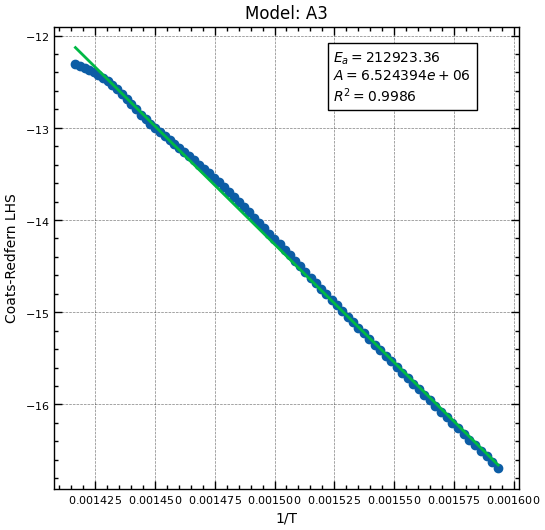 Model: A3
E_a = 212923.36
A = 6.524394e + 06
R^2 = 0.9986
Coats-Redfern LHS
−12
−13
−14
−15
−16
0.001425 0.001450 0.001475 0.001500 0.001525 0.001550 0.001575 0.001600
1/T